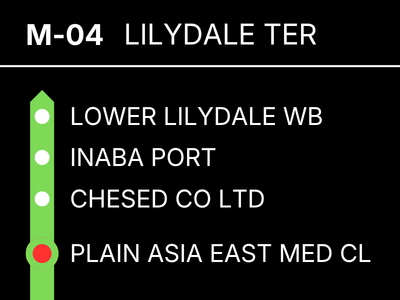 M-04 LILYDALE TER
LOWER LILYDALE WB
INABA PORT
CHESED CO LTD
PLAIN ASIA EAST MED CL